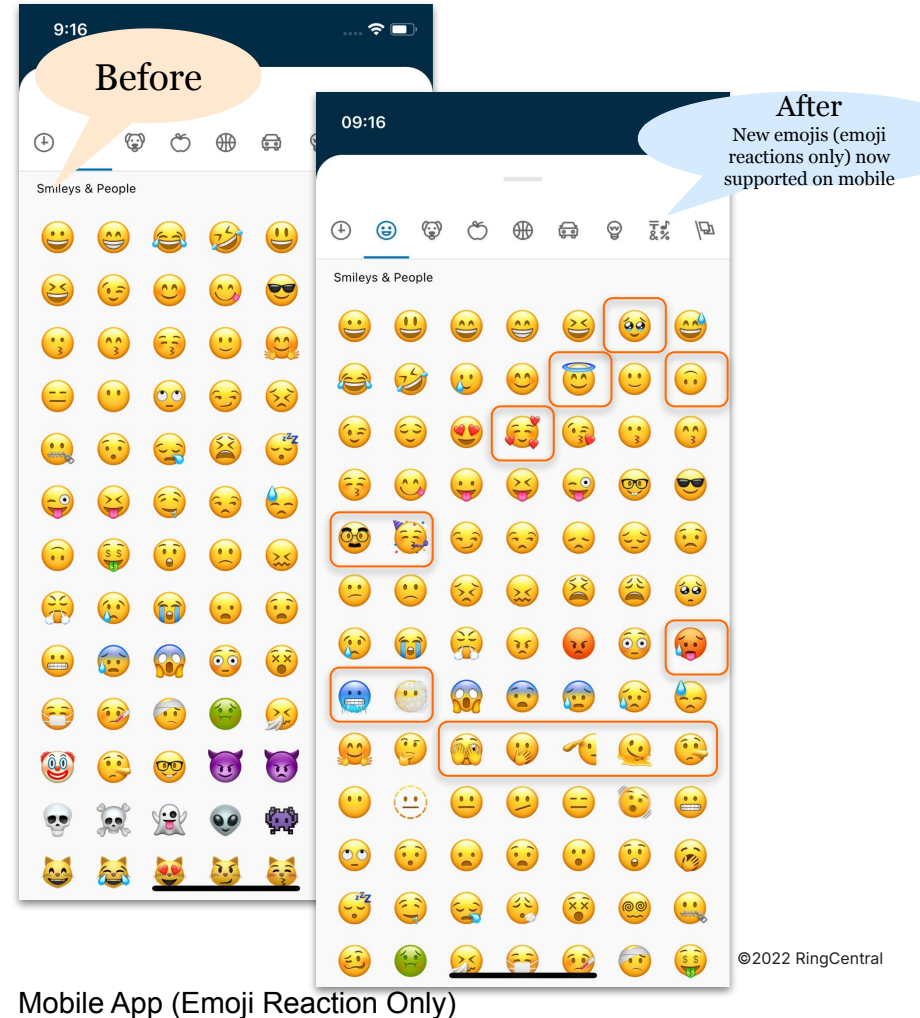 9:16
Before
Smileys & People
09:16
After
New emojis (emoji
reactions only) now
supported on mobile
Smileys & People
©2022 RingCentral
Mobile App (Emoji Reaction Only)